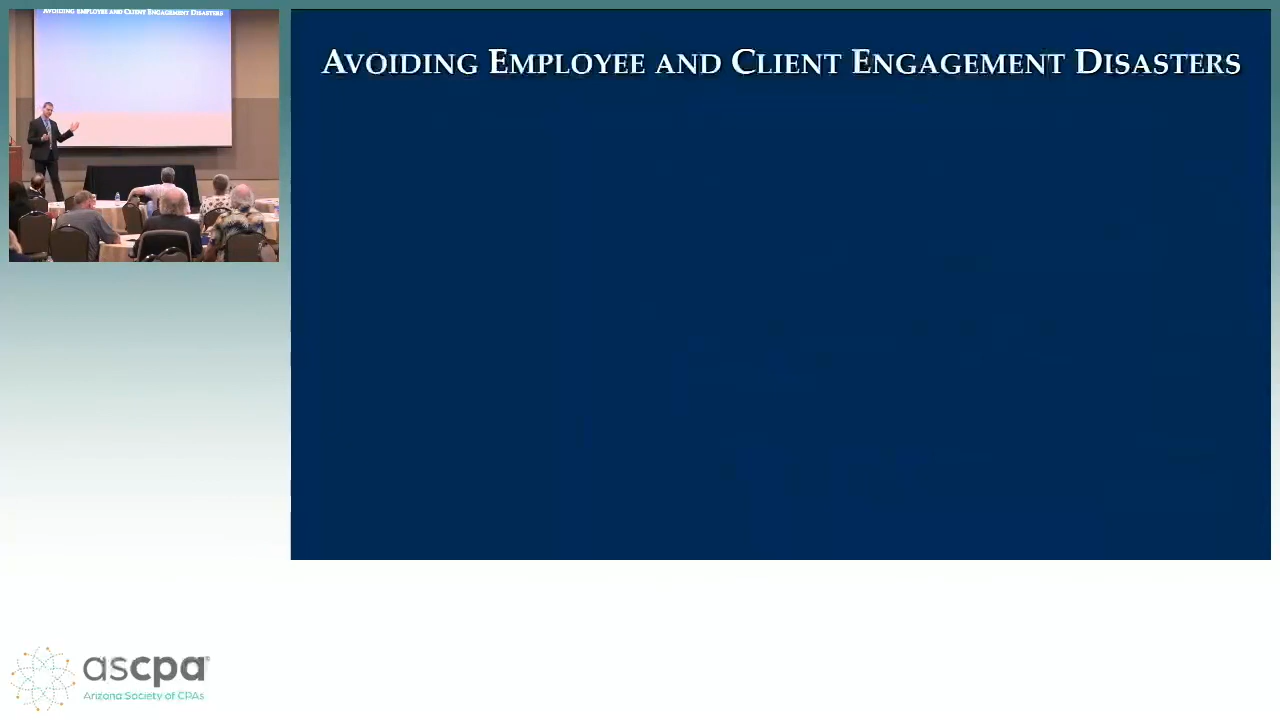 AVOIDING EMPLOYEE AND CLIENT ENGAGEMENT DISASTERS
AVOIDING EMPLOYEE AND CLIENT ENGAGEMENT DISASTERS
ascpa
Arizona Society of CPAs